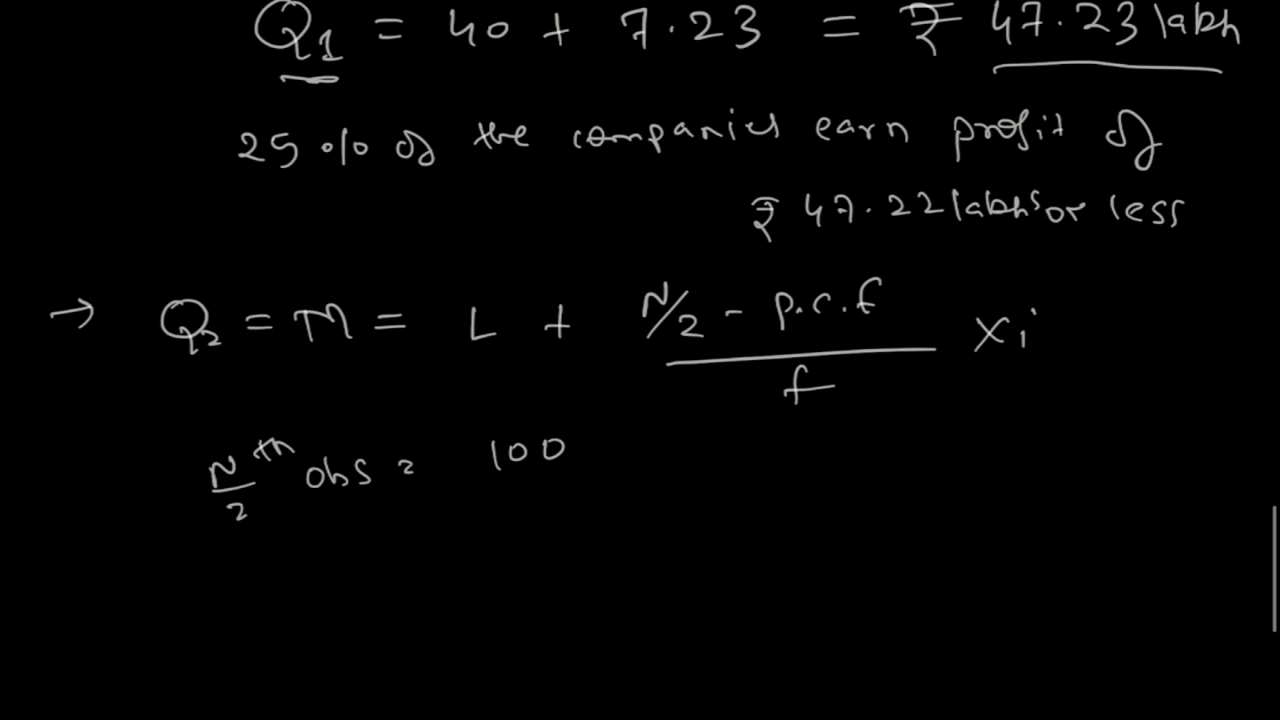 Q1 = 40 + 7.23 = ₹ 47.23 lakh
25 % of the companies earn profit of
₹ 47.22 lakhs or less
→ Q2 = M = L + N/2 - p.c.f / f X i
N/2 th obs = 100